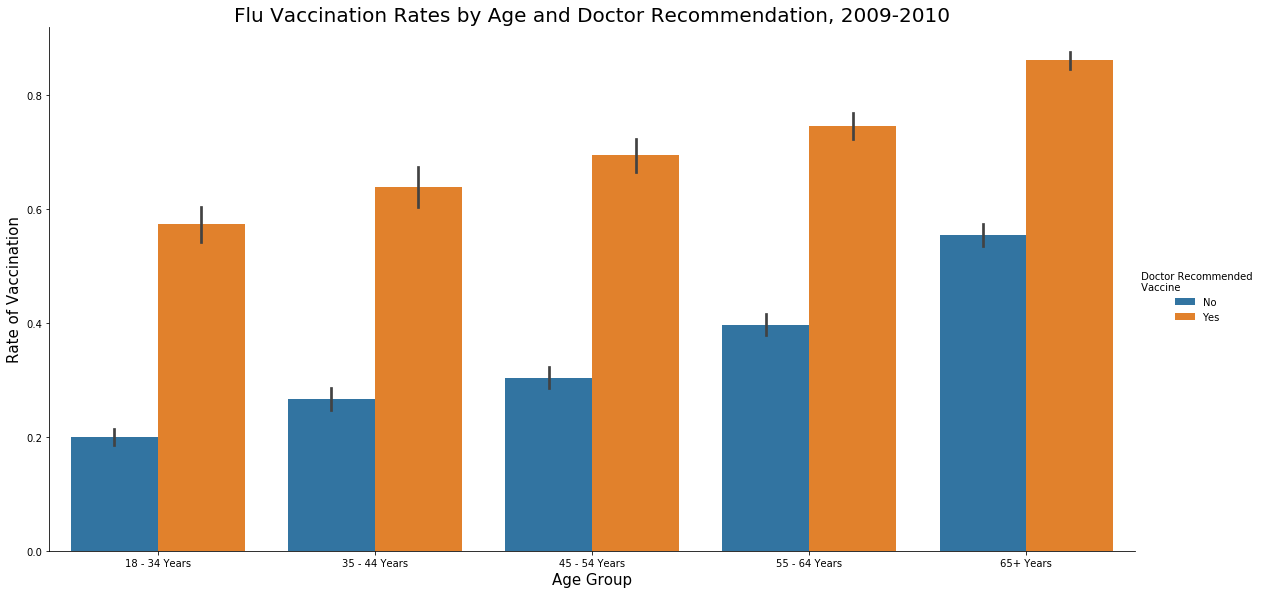 Flu Vaccination Rates by Age and Doctor Recommendation, 2009-2010
Rate of Vaccination
0.8
0.6
0.4
0.2
0.0
18 - 34 Years
35 - 44 Years
45 - 54 Years
55 - 64 Years
65+ Years
Age Group
Doctor Recommended
Vaccine
No
Yes